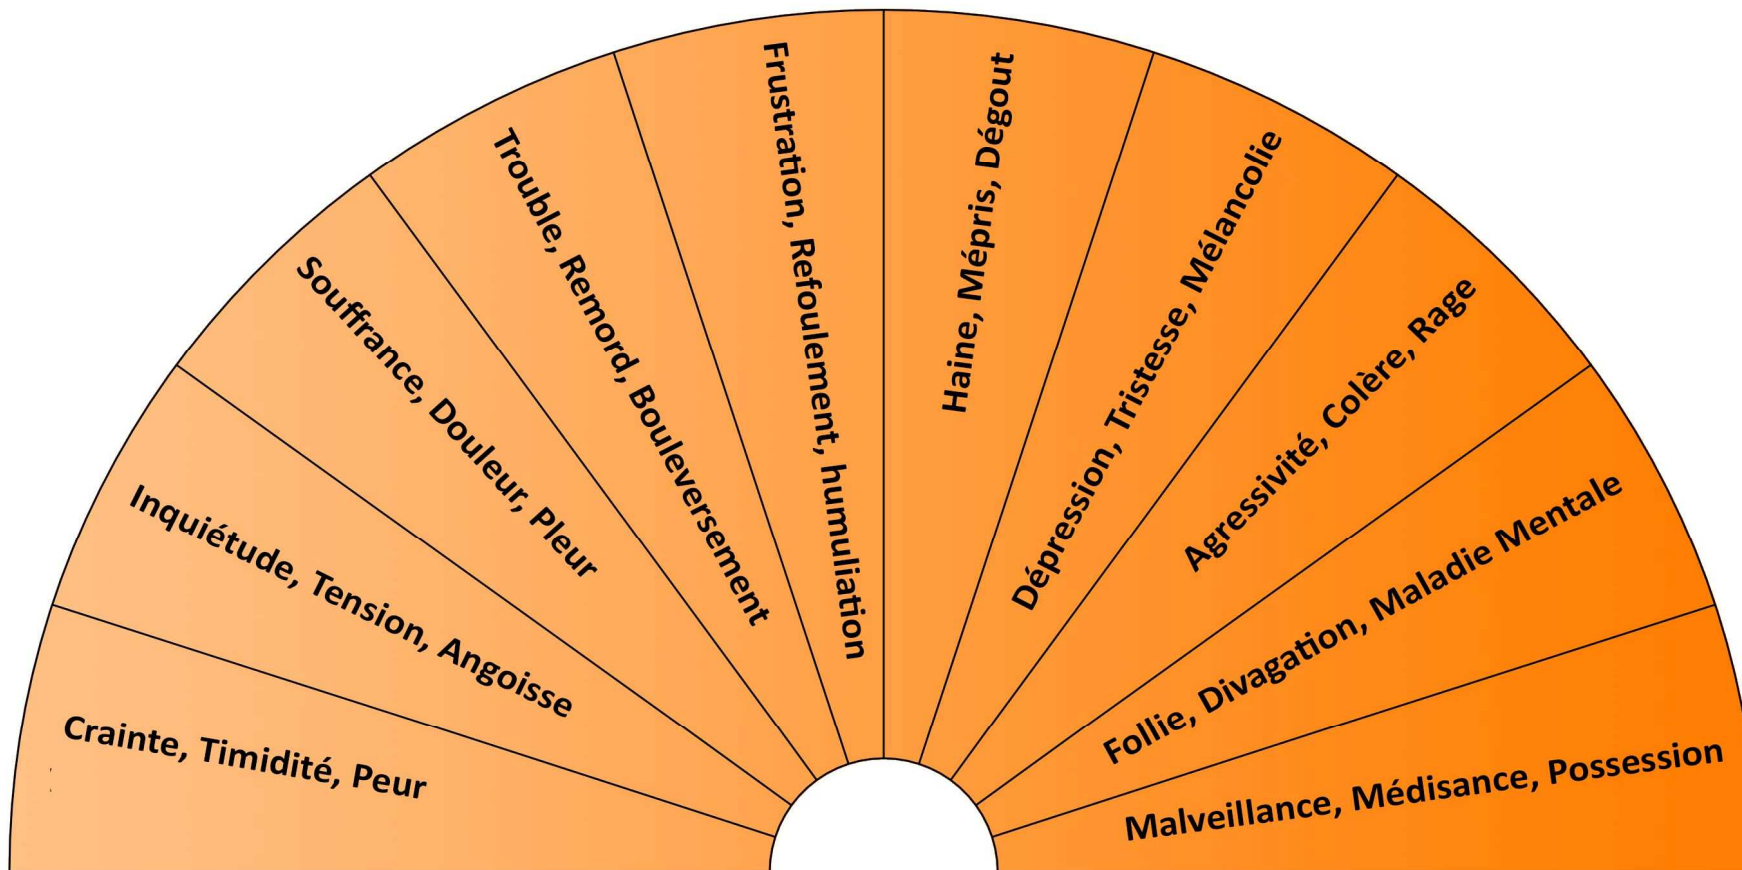 Crainte, Timidité, Peur
Inquiétude, Tension, Angoisse
Souffrance, Douleur, Pleur
Trouble, Remord, Bouleversement
Frustration, Refoulement, humuliation
Haine, Mépris, Dégout
Dépression, Tristesse, Mélancolie
Agressivité, Colère, Rage
Follie, Divagation, Maladie Mentale
Malveillance, Médisance, Possession